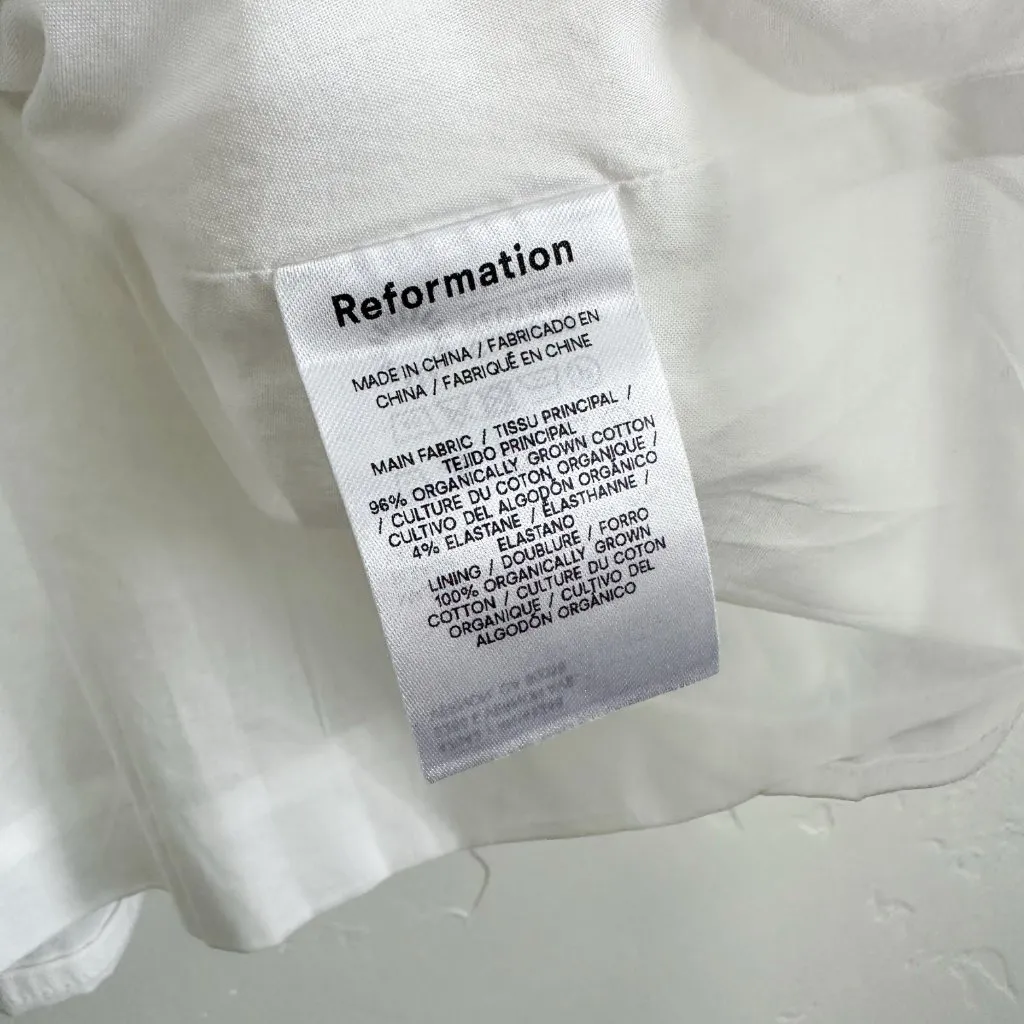 Reformation
MADE IN CHINA / FABRICADO EN
CHINA / FABRIQUÉ EN CHINE
MAIN FABRIC / TISSU PRINCIPAL /
TEJIDO PRINCIPAL
96% ORGANICALLY GROWN COTTON
/ CULTURE DU COTON ORGANIQUE /
CULTIVO DEL ALGODÓN ORGÁNICO
4% ELASTANE / ÉLASTHANNE /
ELASTANO
LINING / DOUBLURE / FORRO
100% ORGANICALLY GROWN
COTTON / CULTURE DU COTON
ORGANIQUE / CULTIVO DEL
ALGODÓN ORGÁNICO